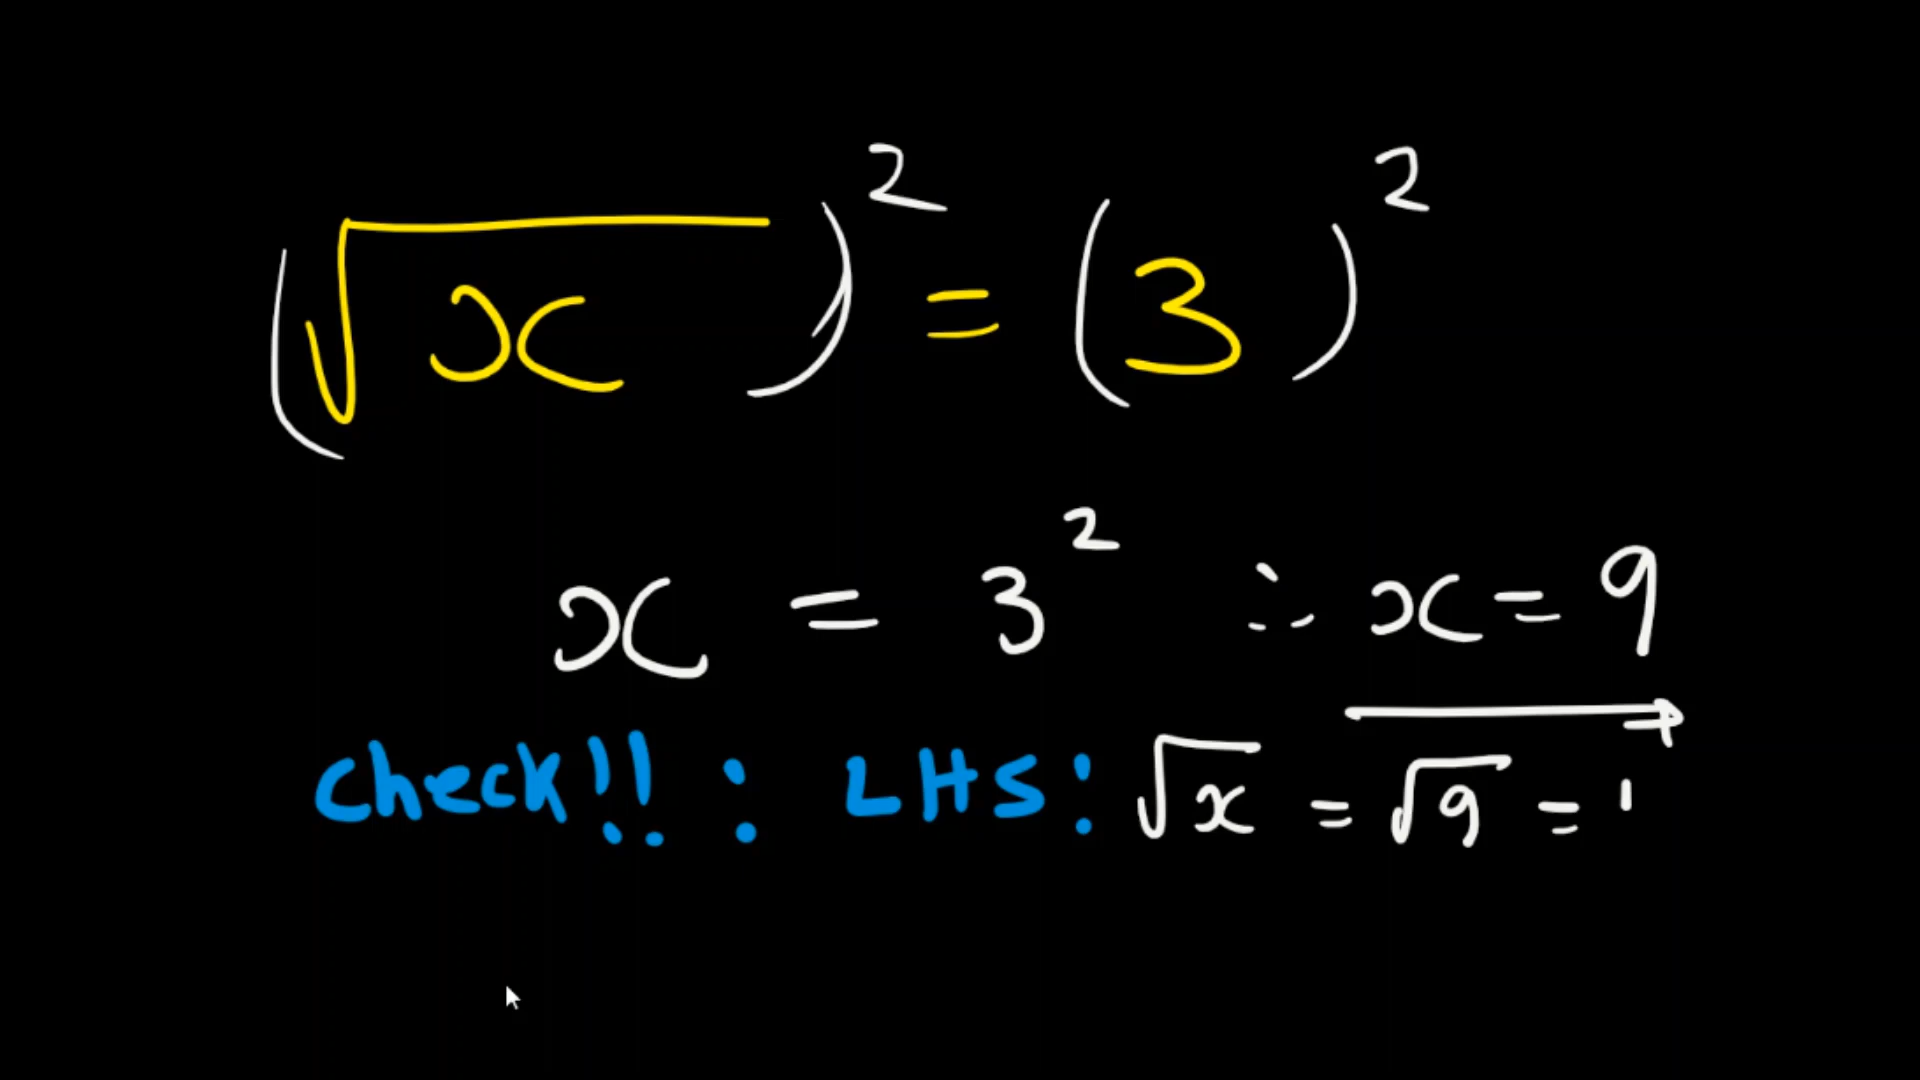 (√x)² = (3)²
x = 3² ∴ x = 9
Check!! : LHS: √x = √9 = '